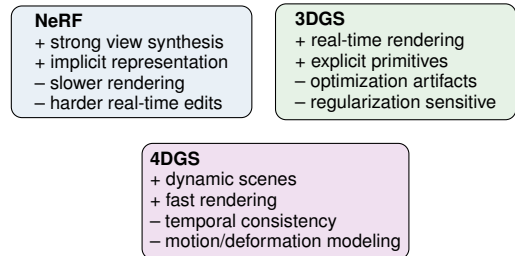 NeRF
+ strong view synthesis
+ implicit representation
– slower rendering
– harder real-time edits
3DGS
+ real-time rendering
+ explicit primitives
– optimization artifacts
– regularization sensitive
4DGS
+ dynamic scenes
+ fast rendering
– temporal consistency
– motion/deformation modeling